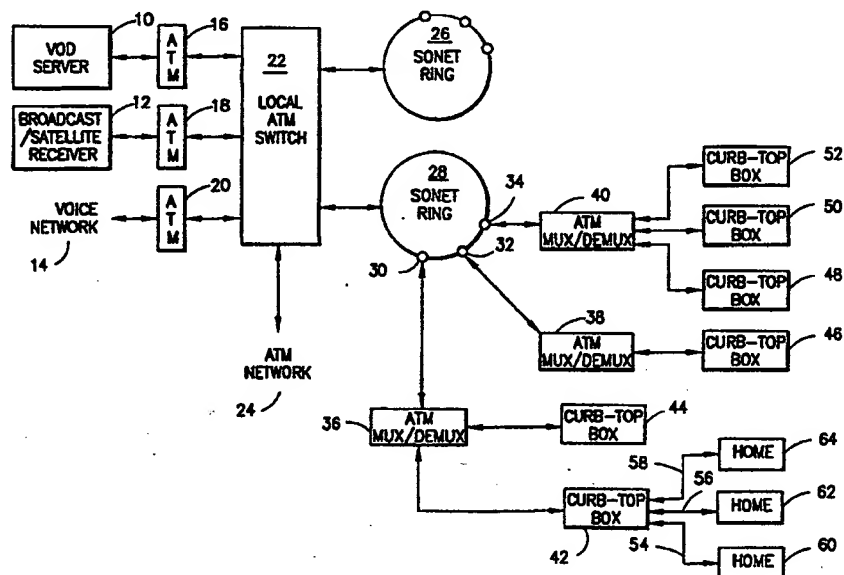 10
VOD
SERVER
16
ATM
12
BROADCAST
/SATELLITE
RECEIVER
18
ATM
VOICE
NETWORK
14
20
ATM
22
LOCAL
ATM
SWITCH
ATM
NETWORK
24
26
SONET
RING
28
SONET
RING
30
32
34
40
ATM
MUX/DEMUX
CURB-TOP
BOX
52
CURB-TOP
BOX
50
CURB-TOP
BOX
48
38
ATM
MUX/DEMUX
CURB-TOP
BOX
46
36
ATM
MUX/DEMUX
CURB-TOP
BOX
44
CURB-TOP
BOX
42
58
56
54
HOME
64
HOME
62
HOME
60